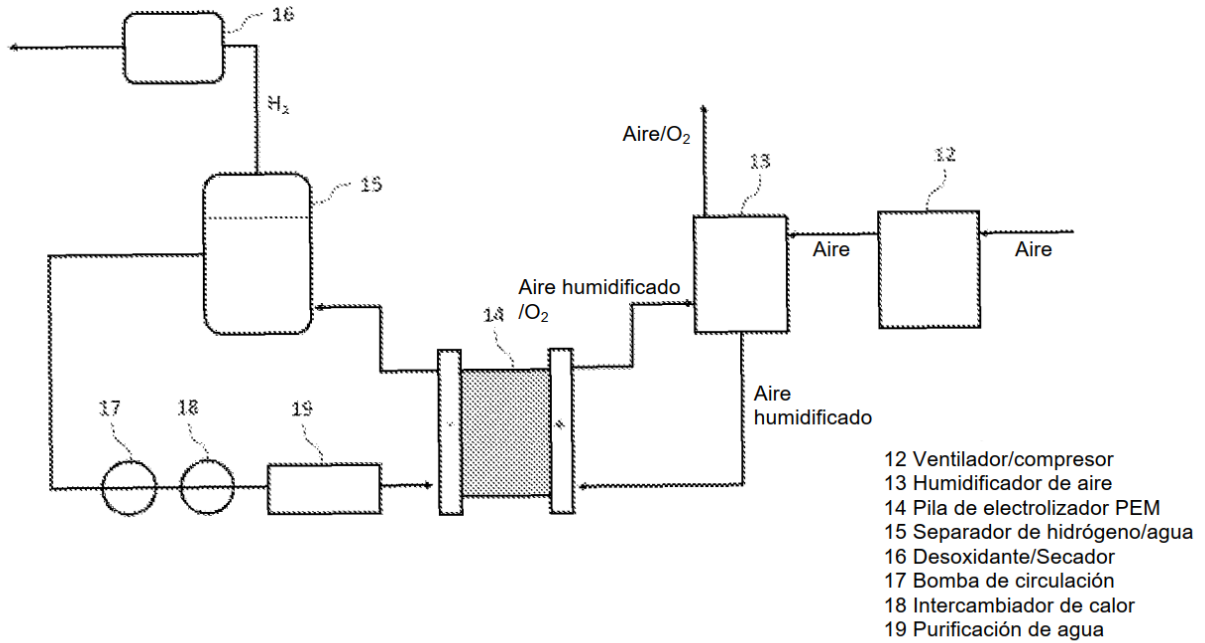 16
H₂
Aire/O₂
13
12
15
Aire
Aire
Aire humidificado
/O₂
14
Aire
humidificado
17
18
19
-
+
12 Ventilador/compresor
13 Humidificador de aire
14 Pila de electrolizador PEM
15 Separador de hidrógeno/agua
16 Desoxidante/Secador
17 Bomba de circulación
18 Intercambiador de calor
19 Purificación de agua